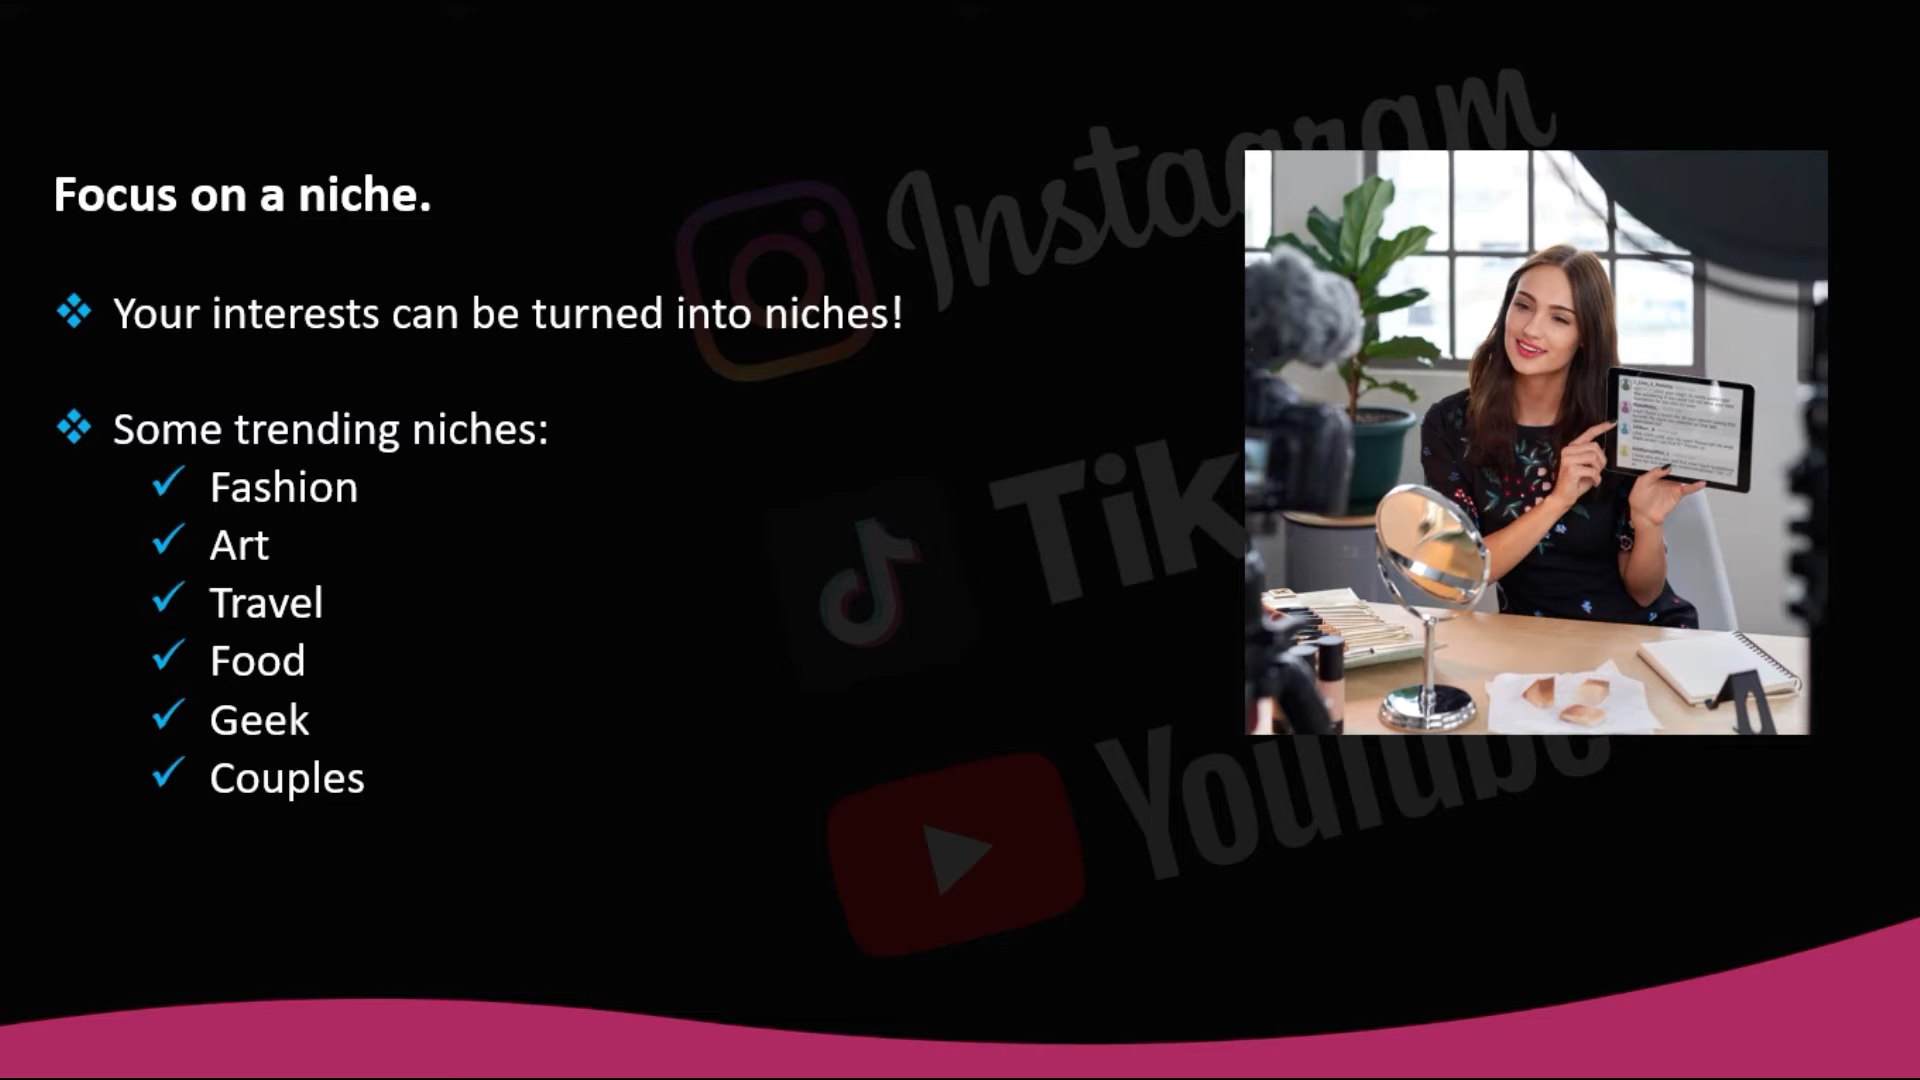 Focus on a niche.
Your interests can be turned into niches!
Some trending niches:
Fashion
Art
Travel
Food
Geek
Couples
Instagram
Tik
YouTube